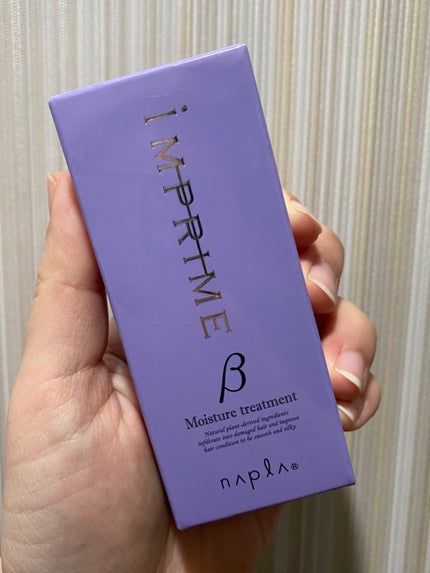 iMPRIME
β
Moisture treatment
Natural plant-derived ingredients
infiltrate into damaged hair and improve
hair condition to be smooth and silky.
napla®